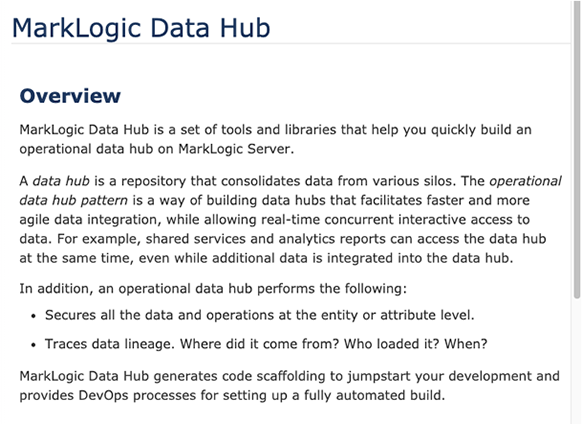 MarkLogic Data Hub
Overview
MarkLogic Data Hub is a set of tools and libraries that help you quickly build an
operational data hub on MarkLogic Server.
A data hub is a repository that consolidates data from various silos. The operational
data hub pattern is a way of building data hubs that facilitates faster and more
agile data integration, while allowing real-time concurrent interactive access to
data. For example, shared services and analytics reports can access the data hub
at the same time, even while additional data is integrated into the data hub.
In addition, an operational data hub performs the following:
• Secures all the data and operations at the entity or attribute level.
• Traces data lineage. Where did it come from? Who loaded it? When?
MarkLogic Data Hub generates code scaffolding to jumpstart your development and
provides DevOps processes for setting up a fully automated build.